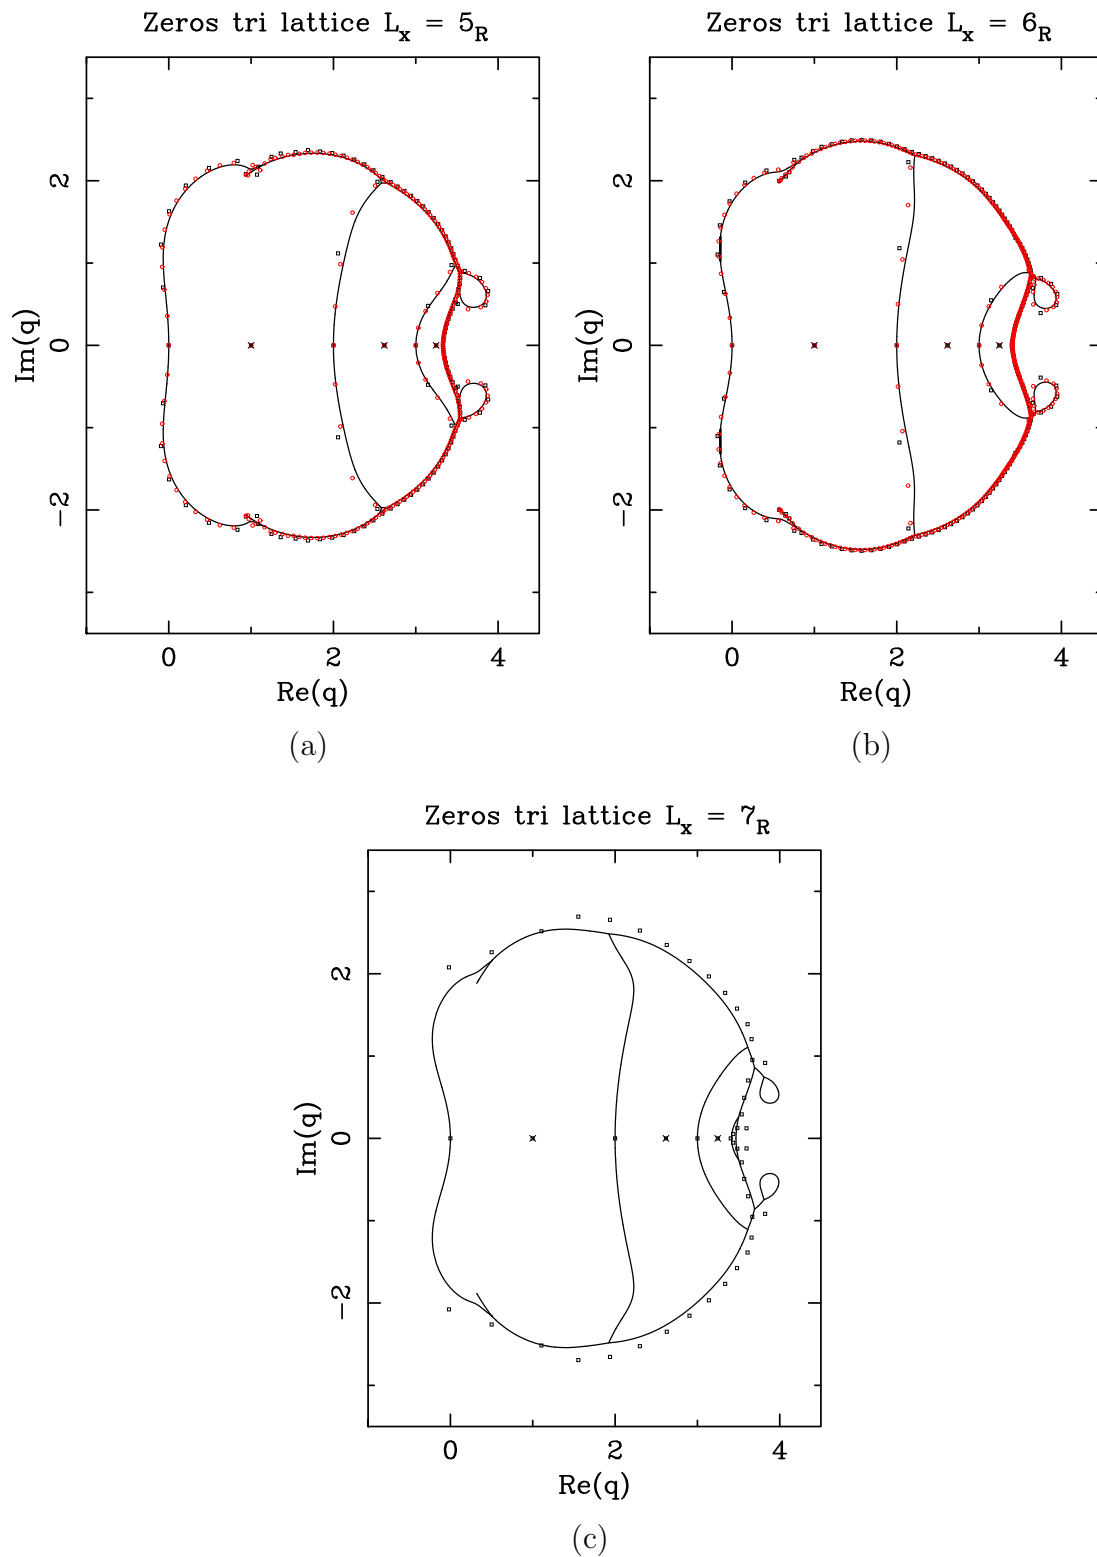 Zeros tri lattice Lx = 5R
2
0
−2
Im(q)
0 2 4
Re(q)
(a)
Zeros tri lattice Lx = 6R
2
0
−2
Im(q)
0 2 4
Re(q)
(b)
Zeros tri lattice Lx = 7R
2
0
−2
Im(q)
0 2 4
Re(q)
(c)